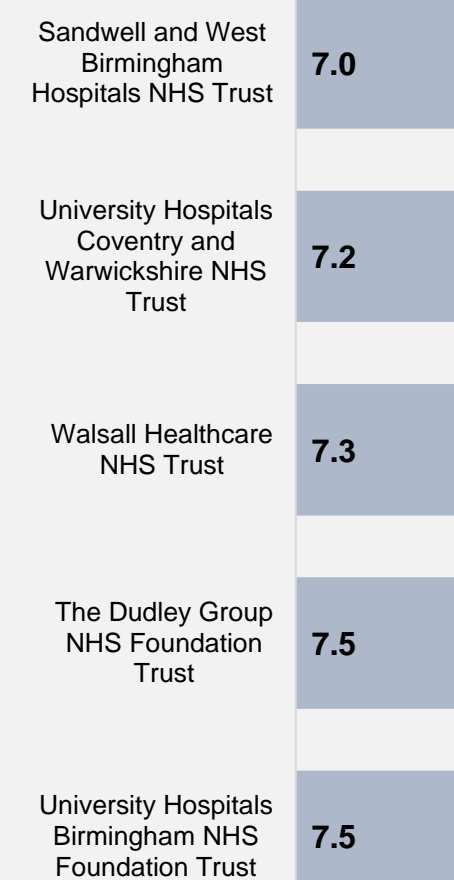 Sandwell and West
Birmingham
Hospitals NHS Trust
7.0
University Hospitals
Coventry and
Warwickshire NHS
Trust
7.2
Walsall Healthcare
NHS Trust
7.3
The Dudley Group
NHS Foundation
Trust
7.5
University Hospitals
Birmingham NHS
Foundation Trust
7.5